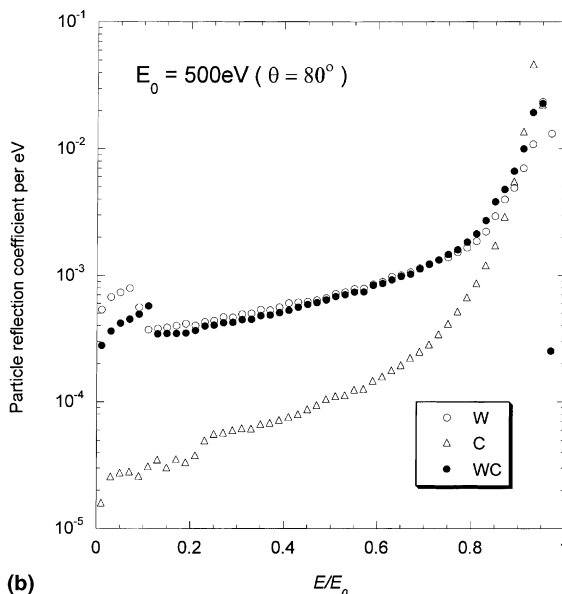 10⁻¹
E₀ = 500eV ( θ = 80° )
10⁻²
Particle reflection coefficient per eV
10⁻³
10⁻⁴
W
C
WC
10⁻⁵
0 0.2 0.4 0.6 0.8 1
(b) E/E₀